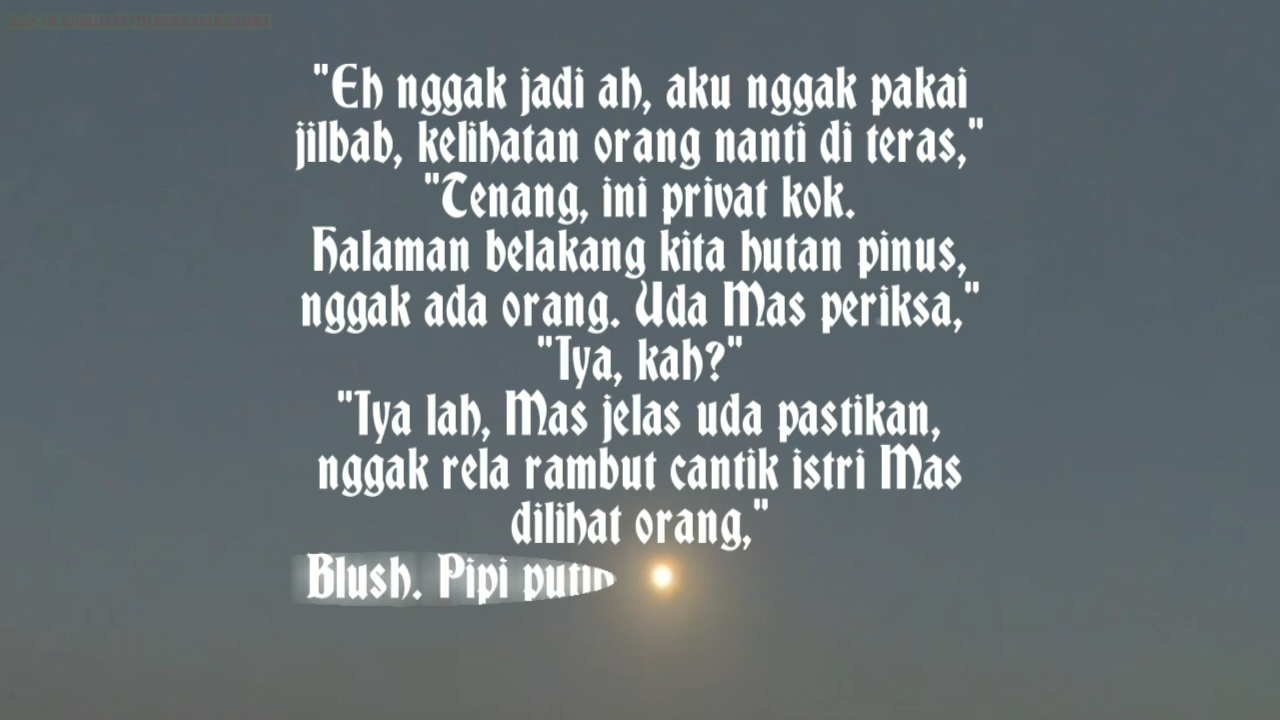 "Eh nggak jadi ah, aku nggak pakai
jilbab, kelihatan orang nanti di teras,"
"Tenang, ini privat kok.
Halaman belakang kita hutan pinus,
nggak ada orang. Uda Mas periksa,"
"Iya, kah?"
"Iya lah, Mas jelas uda pastikan,
nggak rela rambut cantik istri Mas
dilihat orang,"
Blush. Pipi